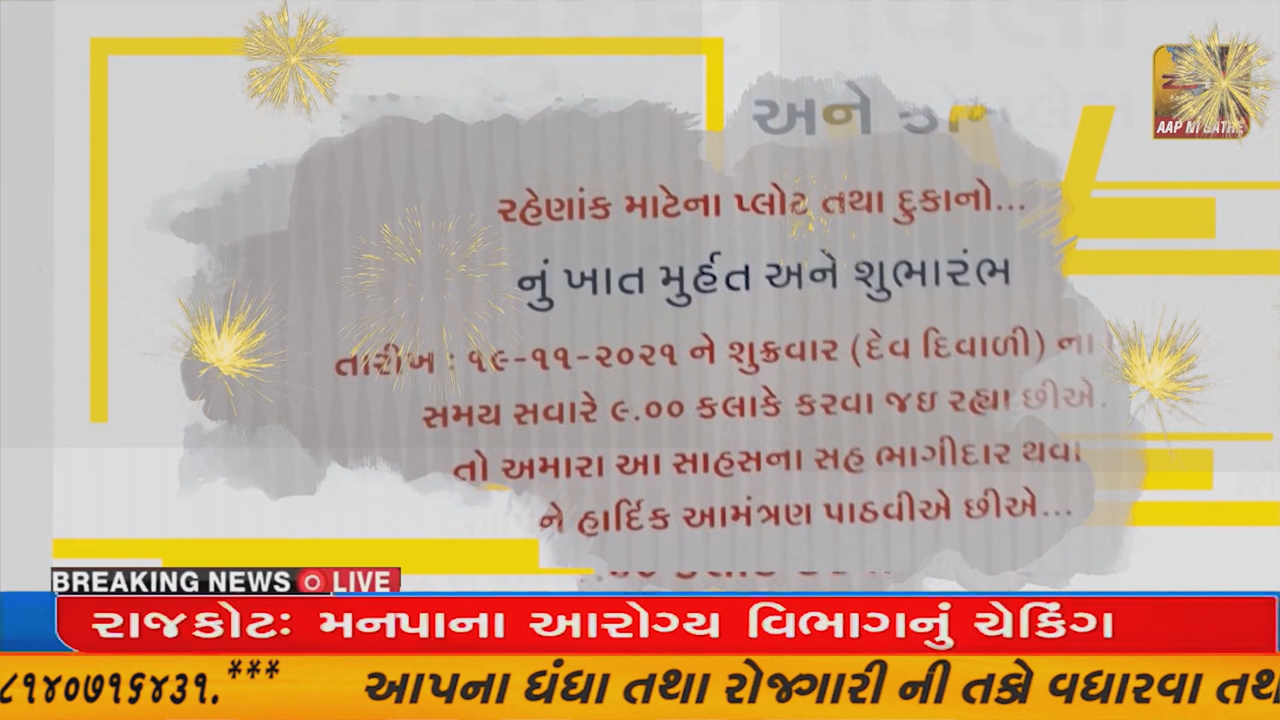 અને
AAP NI SATHE
રહેણાંક માટેના પ્લોટ તથા દુકાનો...
નું ખાત મુર્હત અને શુભારંભ
તારીખ : ૧૯-૧૧-૨૦૨૧ ને શુક્રવાર (દેવ દિવાળી) ના
સમય સવારે ૯.૦૦ કલાકે કરવા જઇ રહ્યા છીએ.
તો અમારા આ સાહસના સહ ભાગીદાર થવા
ને હાર્દિક આમંત્રણ પાઠવીએ છીએ...
BREAKING NEWS LIVE
રાજકોટઃ મનપાના આરોગ્ય વિભાગનું ચેકિંગ
૮૧૪૦૭૧૬૪૩૧.*** આપના ધંધા તથા રોજગારી ની તકો વધારવા તથ